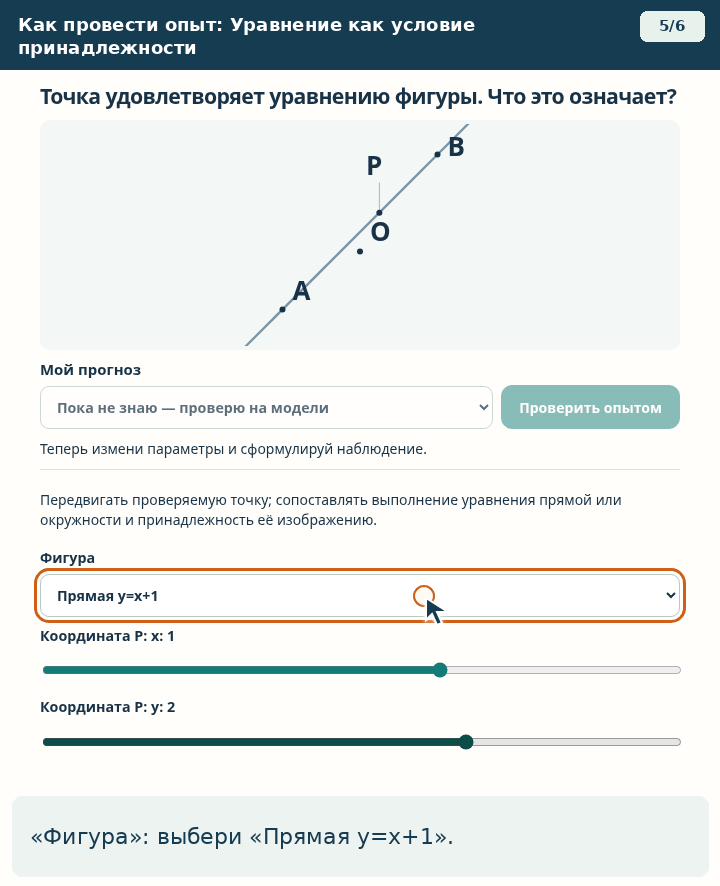 Как провести опыт: Уравнение как условие
принадлежности
5/6
Точка удовлетворяет уравнению фигуры. Что это означает?
B
P
O
A
Мой прогноз
Пока не знаю — проверю на модели
Проверить опытом
Теперь измени параметры и сформулируй наблюдение.
Передвигать проверяемую точку; сопоставлять выполнение уравнения прямой или
окружности и принадлежность её изображению.
Фигура
Прямая y=x+1
Координата P: x: 1
Координата P: y: 2
«Фигура»: выбери «Прямая y=x+1».